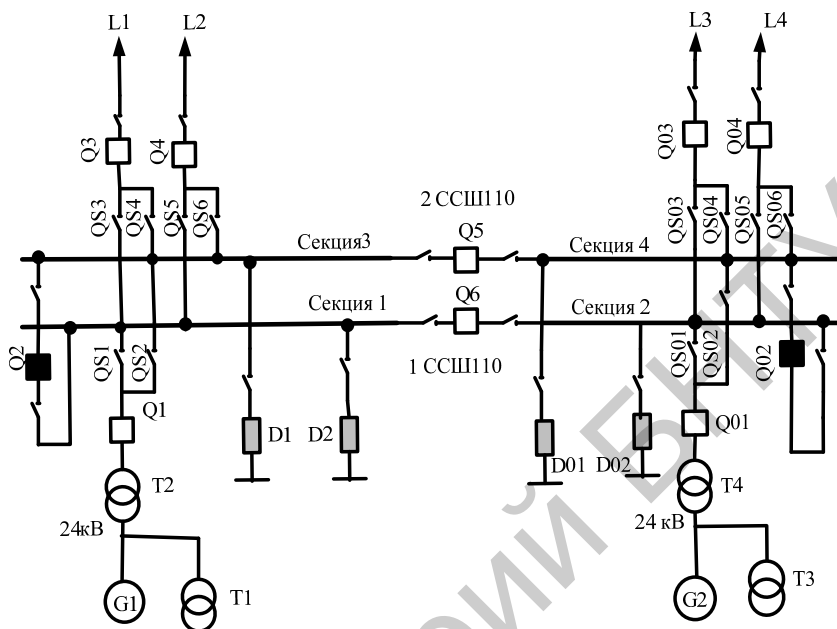 L1
L2
L3
L4
Q3
Q4
Q03
Q04
QS3
QS4
QS5
QS6
QS03
QS04
QS05
QS06
2 ССШ110
Q5
Секция3
Секция 4
Секция 1
Q6
Секция 2
1 ССШ110
Q2
QS1
QS2
QS01
QS02
Q02
Q1
Q01
D1
D2
D01
D02
T2
T4
24кВ
24 кВ
G1
T1
G2
T3
БНТУ